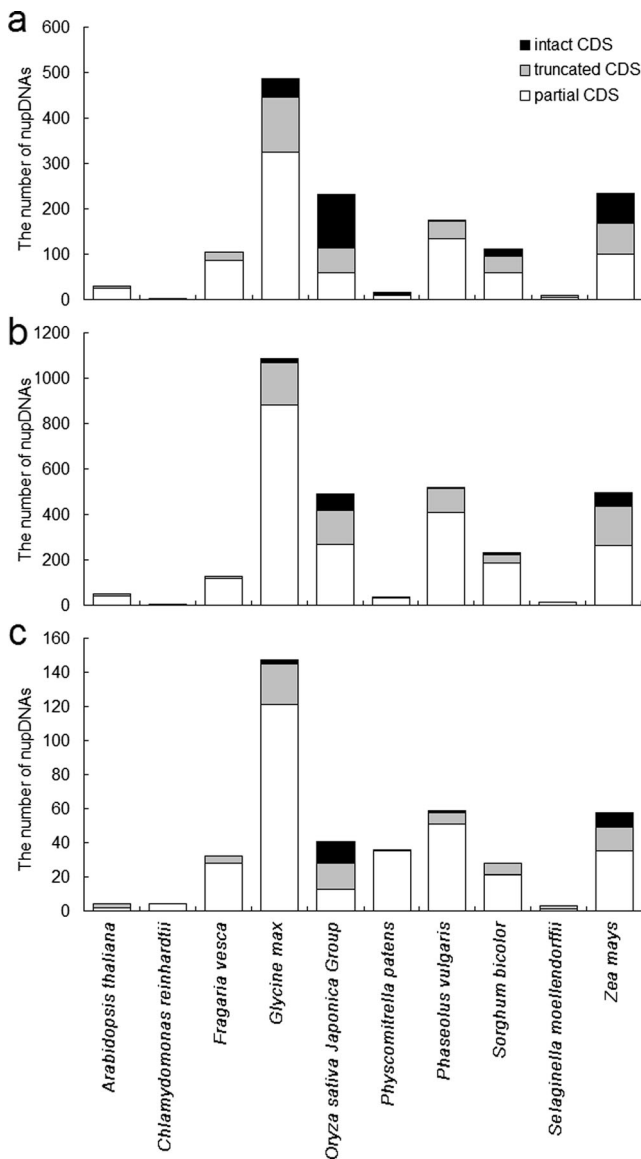 a
600
500
400
300
200
100
0
The number of nupDNAs
intact CDS
truncated CDS
partial CDS
b
1200
1000
800
600
400
200
0
The number of nupDNAs
c
160
140
120
100
80
60
40
20
0
The number of nupDNAs
Arabidopsis thaliana
Chlamydomonas reinhardtii
Fragaria vesca
Glycine max
Oryza sativa Japonica Group
Physcomitrella patens
Phaseolus vulgaris
Sorghum bicolor
Selaginella moellendorffii
Zea mays